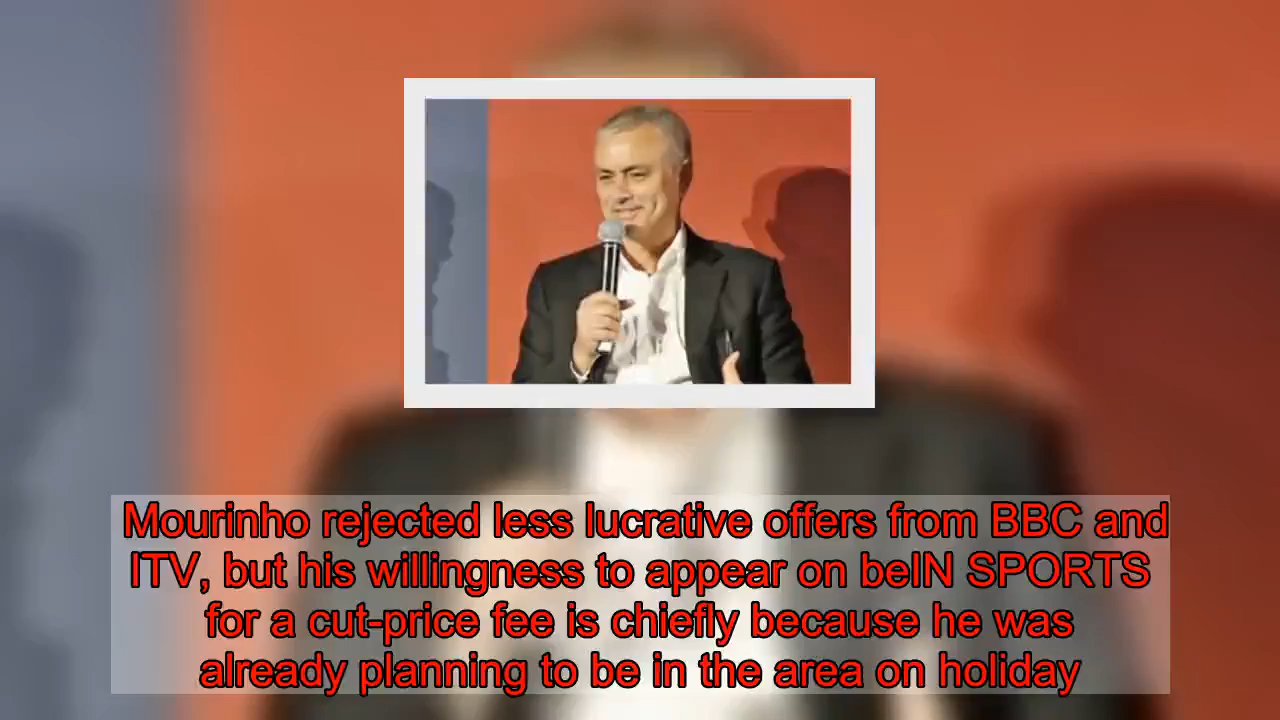 Mourinho rejected less lucrative offers from BBC and
ITV, but his willingness to appear on beIN SPORTS
for a cut-price fee is chiefly because he was
already planning to be in the area on holiday